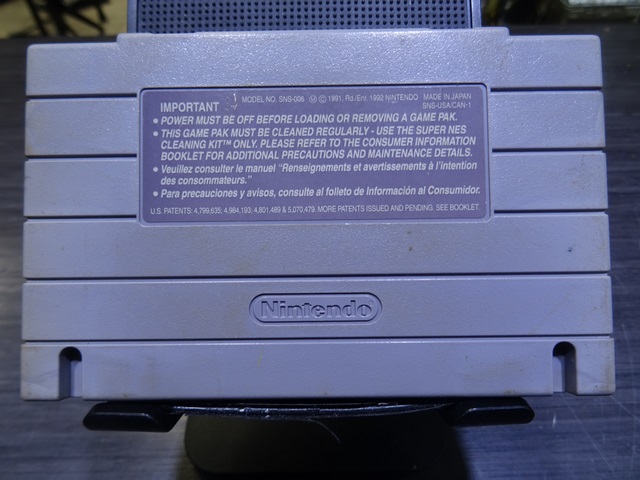 IMPORTANT MODEL NO. SNS-006 Ⓜ © 1991, Rd./Enr. 1992 NINTENDO MADE IN JAPAN
SNS-USA/CAN-1
• POWER MUST BE OFF BEFORE LOADING OR REMOVING A GAME PAK.
• THIS GAME PAK MUST BE CLEANED REGULARLY - USE THE SUPER NES
CLEANING KIT™ ONLY. PLEASE REFER TO THE CONSUMER INFORMATION
BOOKLET FOR ADDITIONAL PRECAUTIONS AND MAINTENANCE DETAILS.
• Veuillez consulter le manuel "Renseignements et avertissements à l'intention
des consommateurs."
• Para precauciones y avisos, consulte al folleto de Información al Consumidor.
U.S. PATENTS: 4,799,635; 4,984,193; 4,801,489 & 5,070,479. MORE PATENTS ISSUED AND PENDING. SEE BOOKLET.
Nintendo